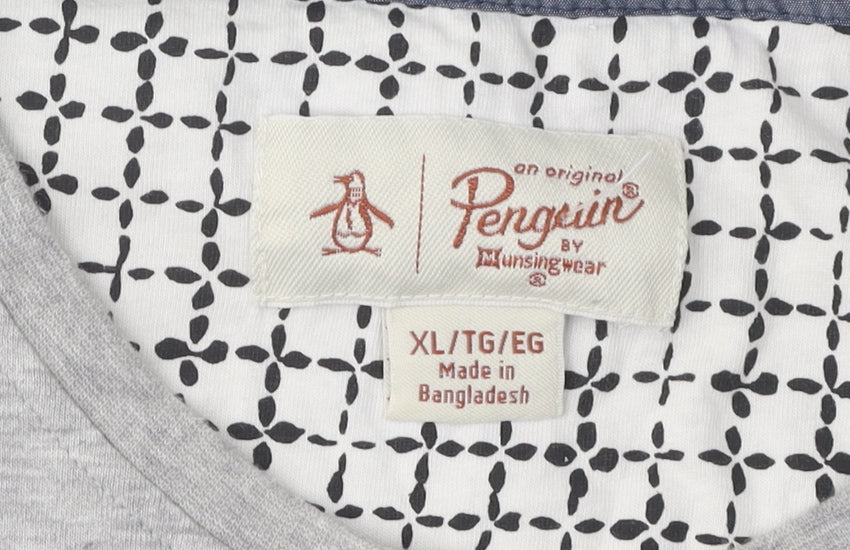 an original
Penguin®
BY
Munsingwear
®
XL/TG/EG
Made in
Bangladesh